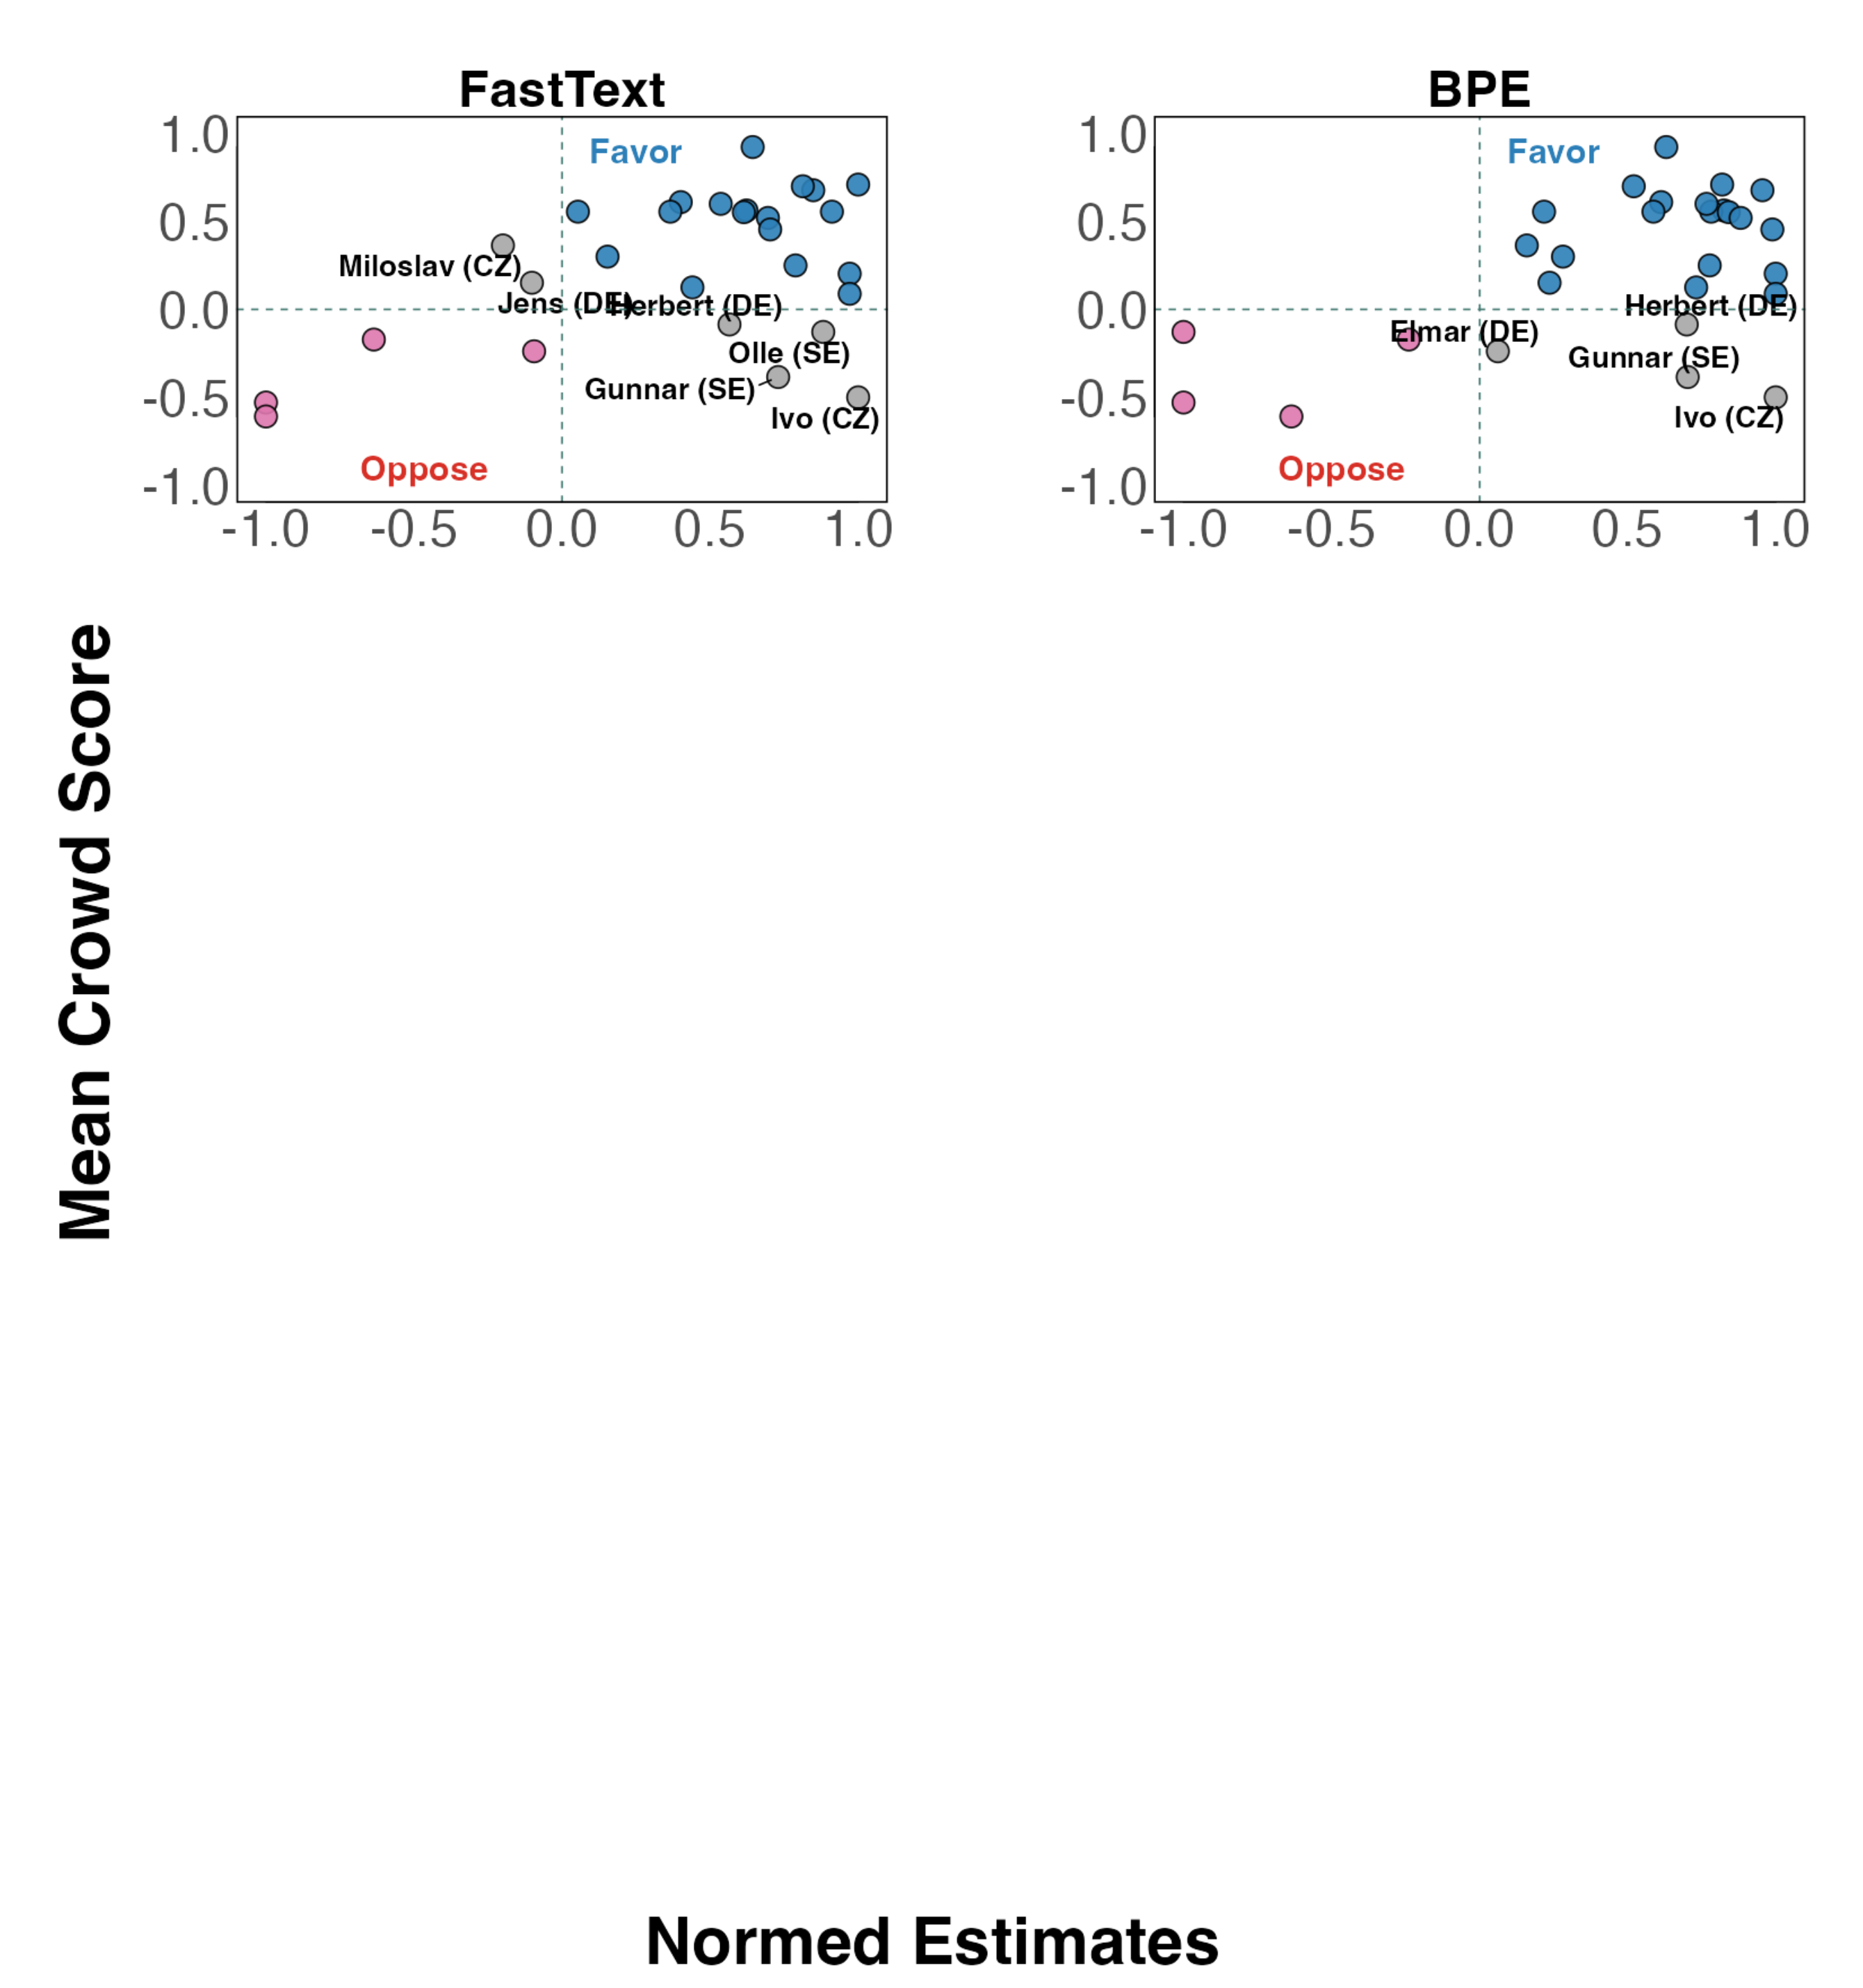 FastText
1.0
0.5
0.0
-0.5
-1.0
Favor
Miloslav (CZ)
Jens (DE)
Herbert (DE)
Olle (SE)
Gunnar (SE)
Ivo (CZ)
Oppose
-1.0 -0.5 0.0 0.5 1.0
BPE
1.0
0.5
0.0
-0.5
-1.0
Favor
Herbert (DE)
Elmar (DE)
Gunnar (SE)
Ivo (CZ)
Oppose
-1.0 -0.5 0.0 0.5 1.0
Mean Crowd Score
Normed Estimates